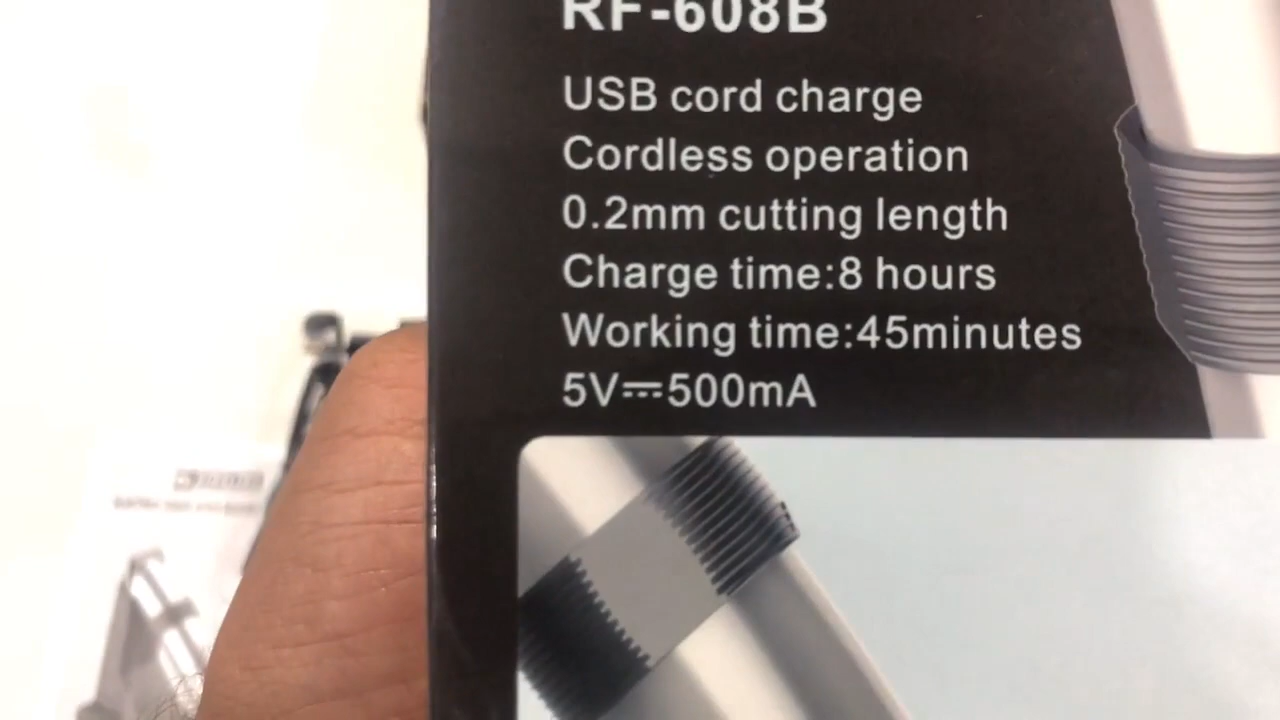 RF-608B
USB cord charge
Cordless operation
0.2mm cutting length
Charge time:8 hours
Working time:45minutes
5V⎓500mA